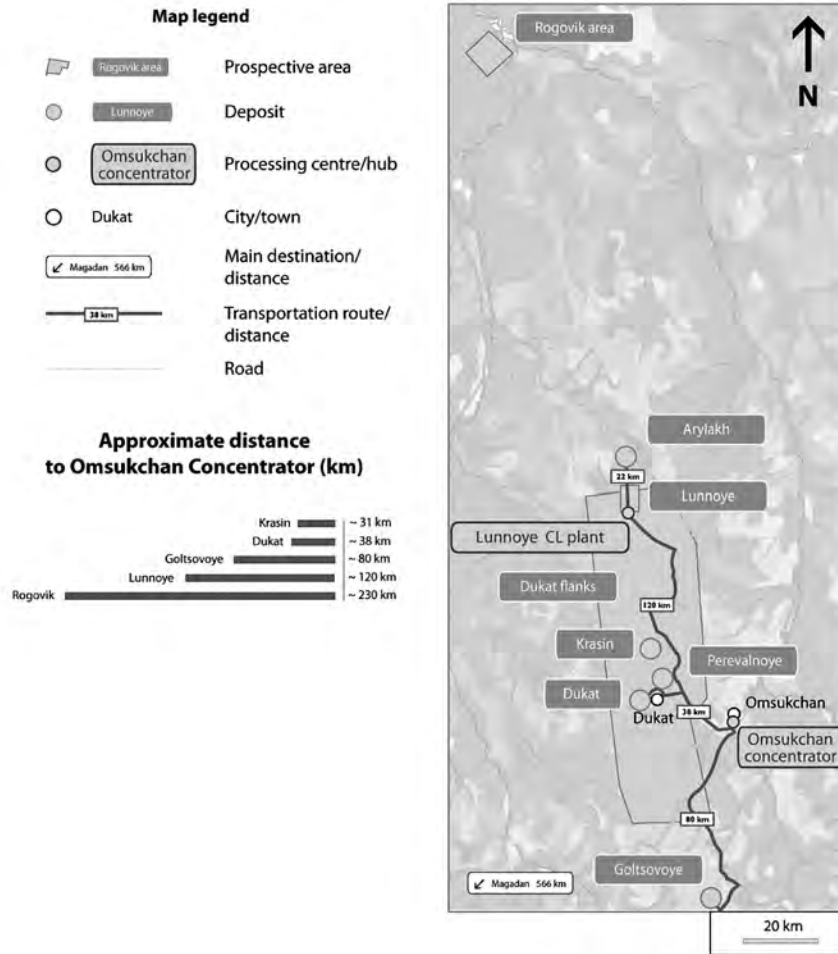 Map legend
Rogovik area
Prospective area
Lunnoye
Deposit
Omsukchan
concentrator
Processing centre/hub
Dukat
City/town
↙ Magadan 566 km
Main destination/
distance
38 km
Transportation route/
distance
Road
Approximate distance
to Omsukchan Concentrator (km)
Krasin
~ 31 km
Dukat
~ 38 km
Goltsovoye
~ 80 km
Lunnoye
~ 120 km
Rogovik
~ 230 km
Rogovik area
N
Arylakh
22 km
Lunnoye
Lunnoye CL plant
Dukat flanks
120 km
Krasin
Perevalnoye
Dukat
Dukat
38 km
Omsukchan
Omsukchan
concentrator
80 km
Goltsovoye
↙ Magadan 566 km
20 km